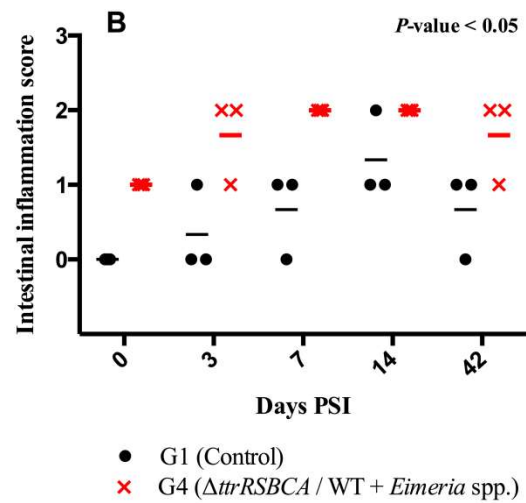 B
P-value < 0.05
Intestinal inflammation score
3
2
1
0
0
3
7
14
42
Days PSI
G1 (Control)
G4 (ΔttrRSBCA / WT + Eimeria spp.)